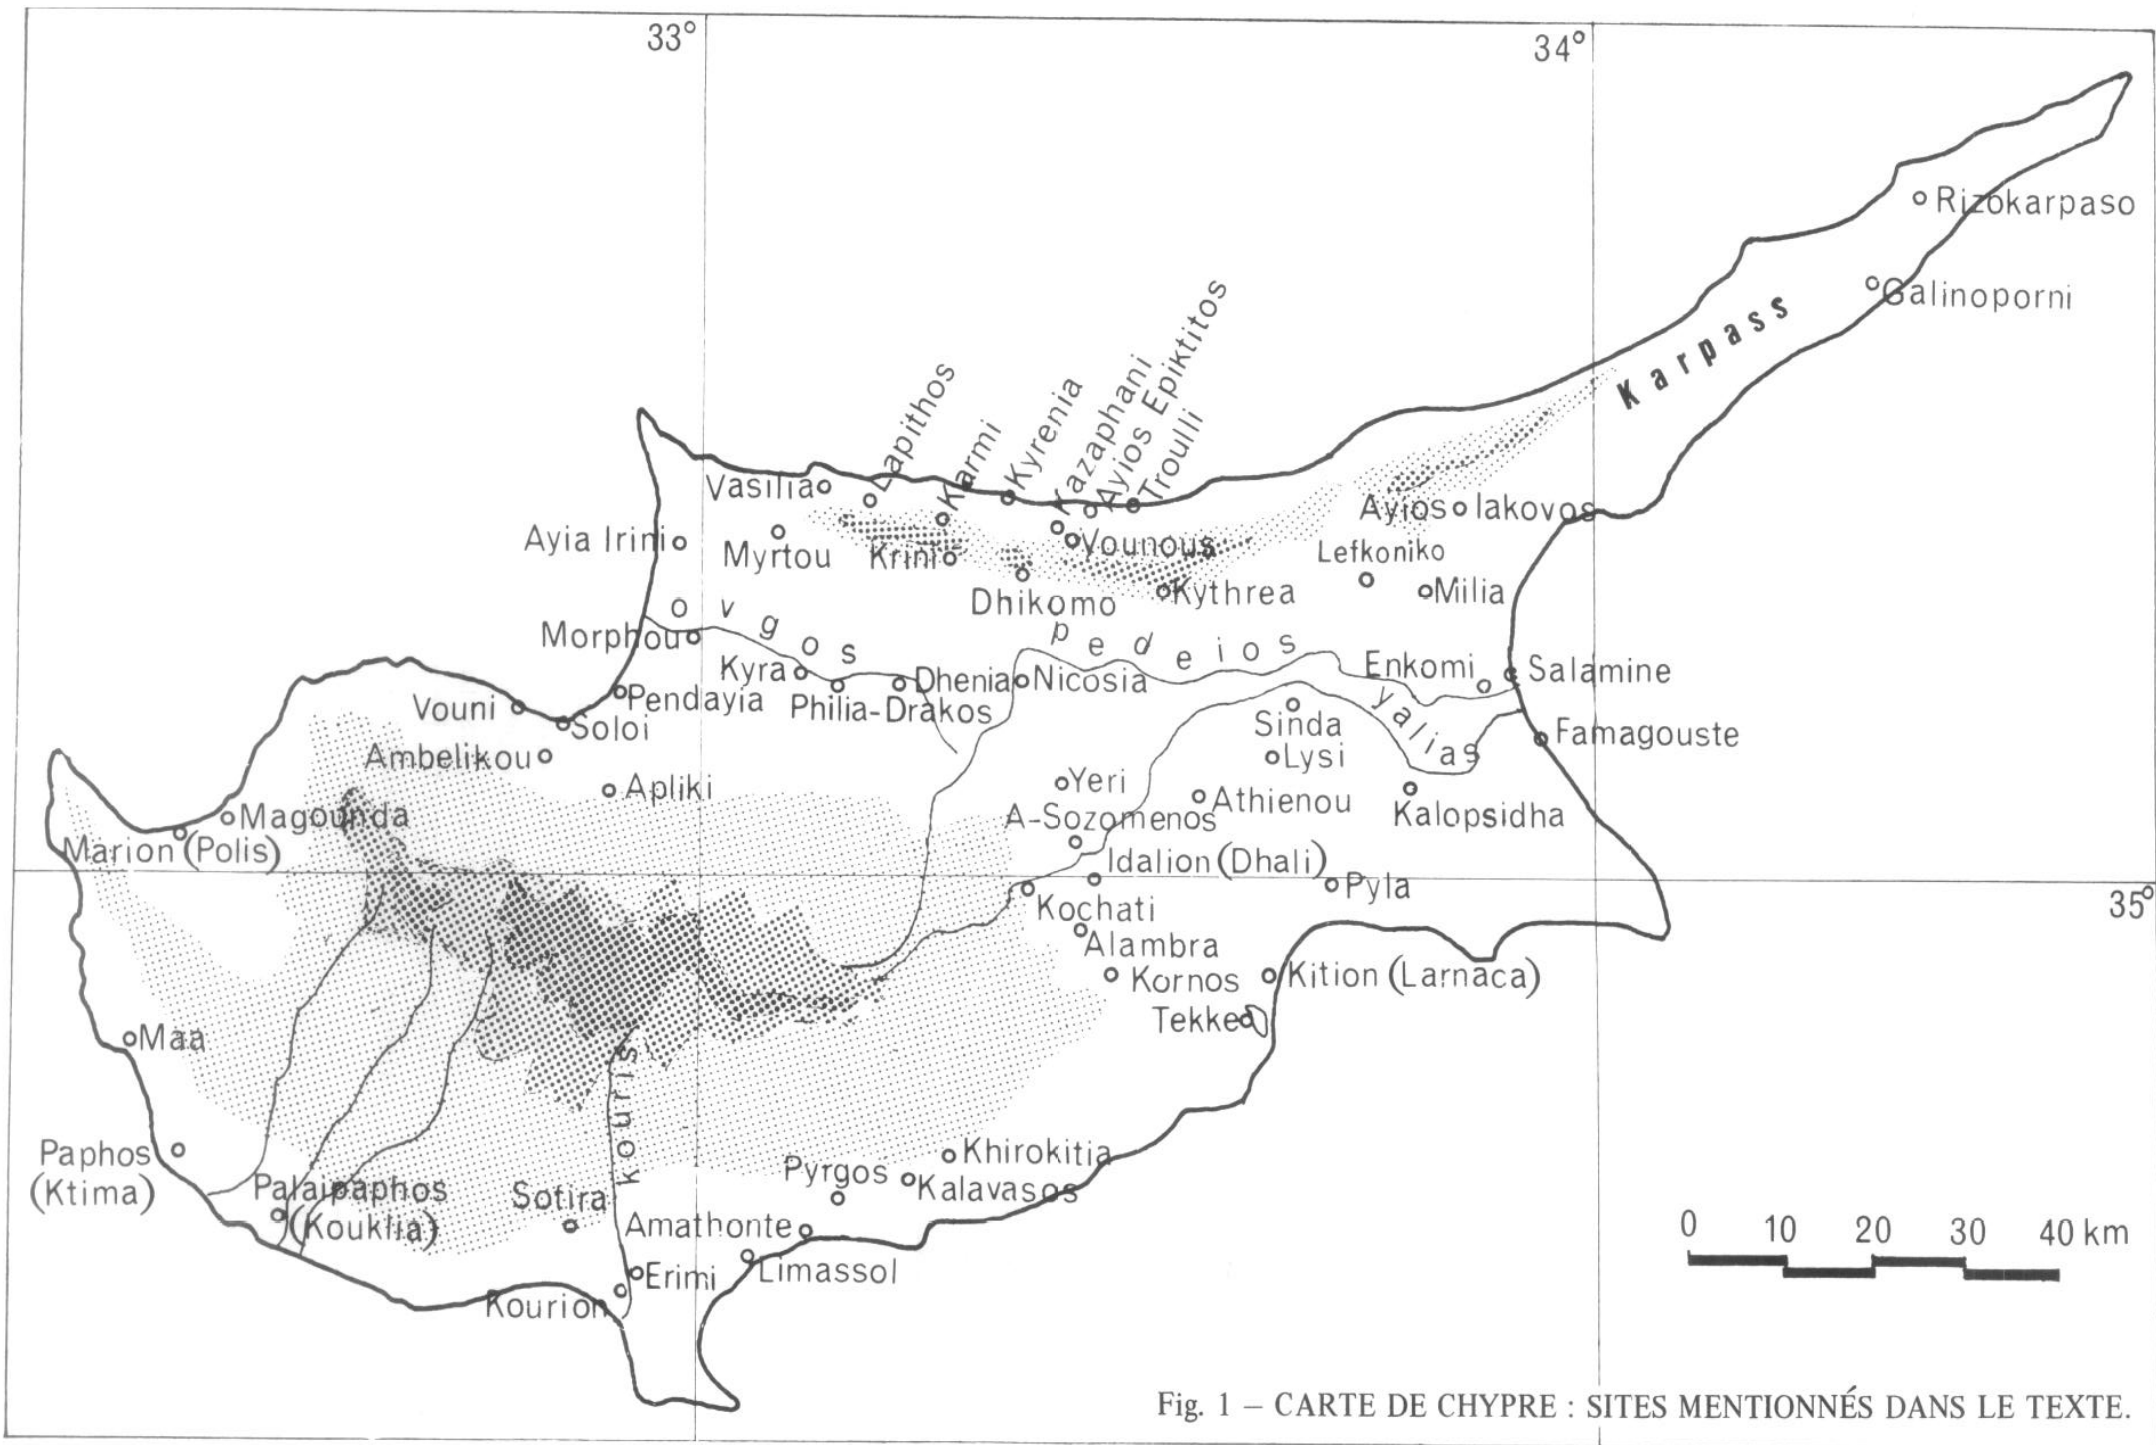 33°
34°
Rizokarpaso
Galinoporni
Karpass
Lapithos
Karmi
Kyrenia
Kazaphani
Ayios Epiktitos
Troulli
Vasilia
Ayia Irini
Myrtou
Krini
Vounous
Ayios Iakovos
Lefkoniko
Dhikomo
Kythrea
Milia
ovgos
Morphou
pedeios
Kyra
Dhenia
Nicosia
Enkomi
Salamine
Pendayia
Philia-Drakos
Vouni
Soloi
Sinda
yalias
Famagouste
Ambelikou
Lysi
Apliki
Yeri
Athienou
Kalopsidha
Magounda
A-Sozomenos
Marion (Polis)
Idalion (Dhali)
Pyla
35°
Kochati
Alambra
Kornos
Kition (Larnaca)
Tekke
Maa
kouris
Paphos
(Ktima)
Khirokitia
Pyrgos
Kalavasos
Palaipaphos
(Kouklia)
Sotira
Amathonte
Erimi
Limassol
Kourion
0 10 20 30 40 km
Fig. 1 – CARTE DE CHYPRE : SITES MENTIONNÉS DANS LE TEXTE.